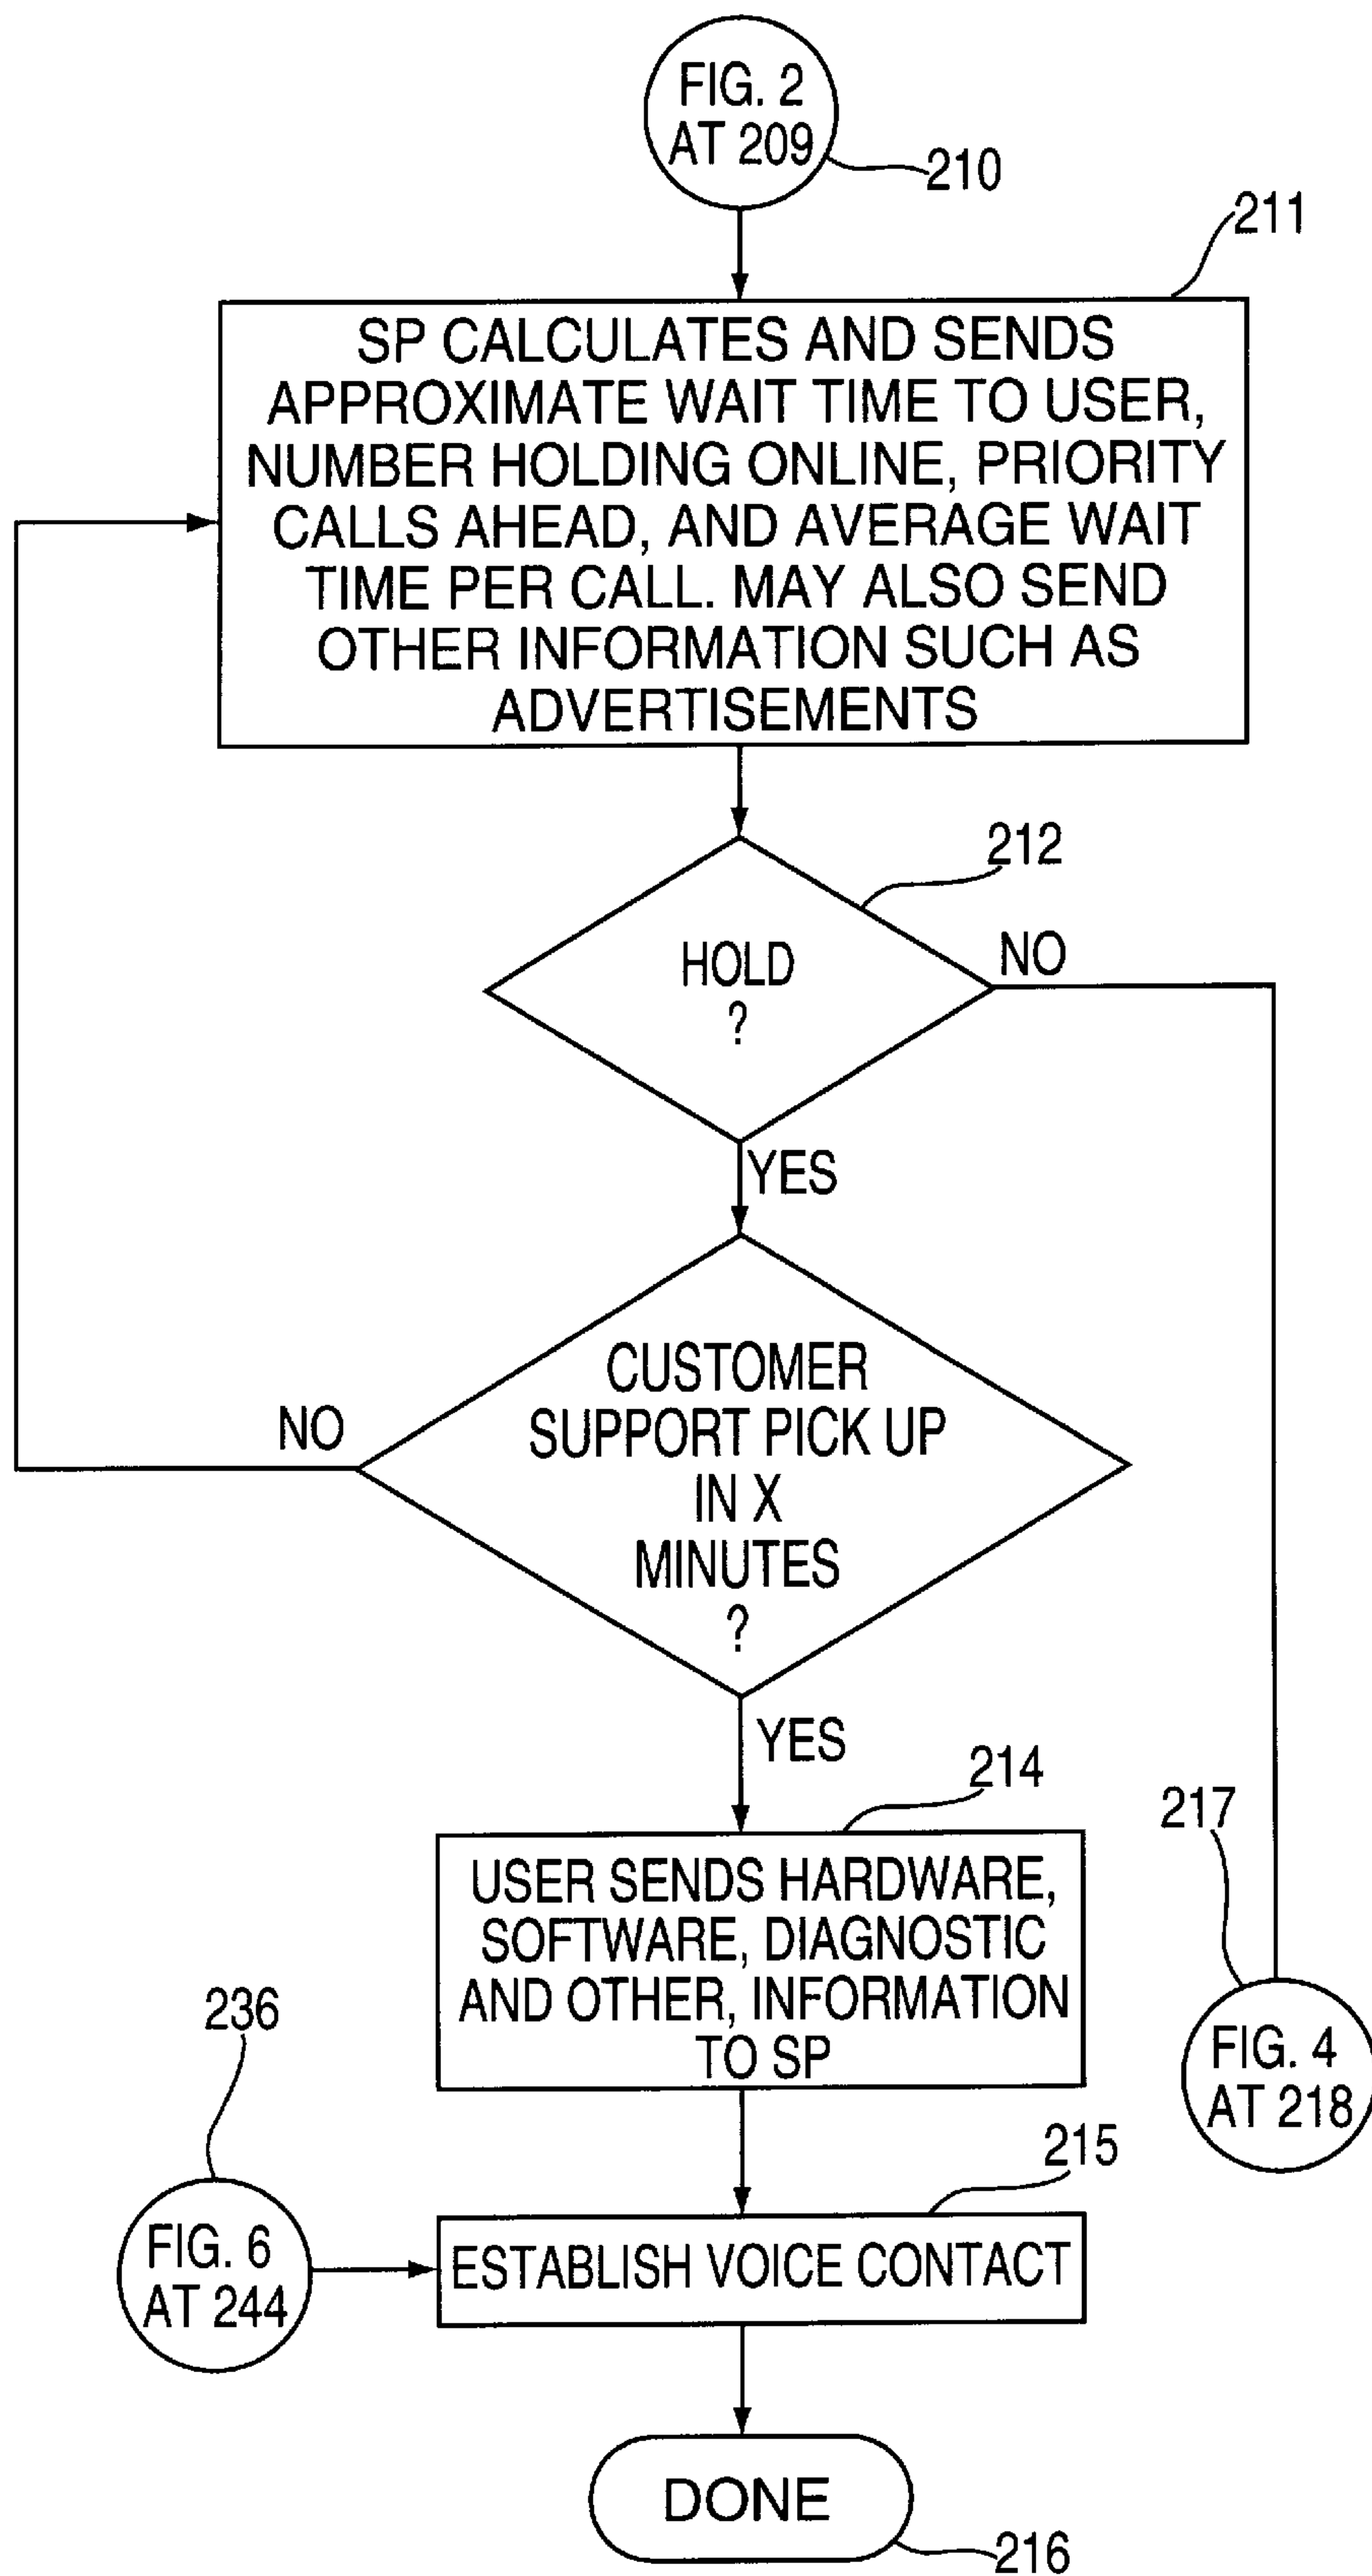 FIG. 2
AT 209
210
211
SP CALCULATES AND SENDS
APPROXIMATE WAIT TIME TO USER,
NUMBER HOLDING ONLINE, PRIORITY
CALLS AHEAD, AND AVERAGE WAIT
TIME PER CALL. MAY ALSO SEND
OTHER INFORMATION SUCH AS
ADVERTISEMENTS
212
HOLD
?
NO
YES
CUSTOMER
SUPPORT PICK UP
IN X
MINUTES
?
NO
YES
214
USER SENDS HARDWARE,
SOFTWARE, DIAGNOSTIC
AND OTHER, INFORMATION
TO SP
217
FIG. 4
AT 218
236
FIG. 6
AT 244
215
ESTABLISH VOICE CONTACT
DONE
216